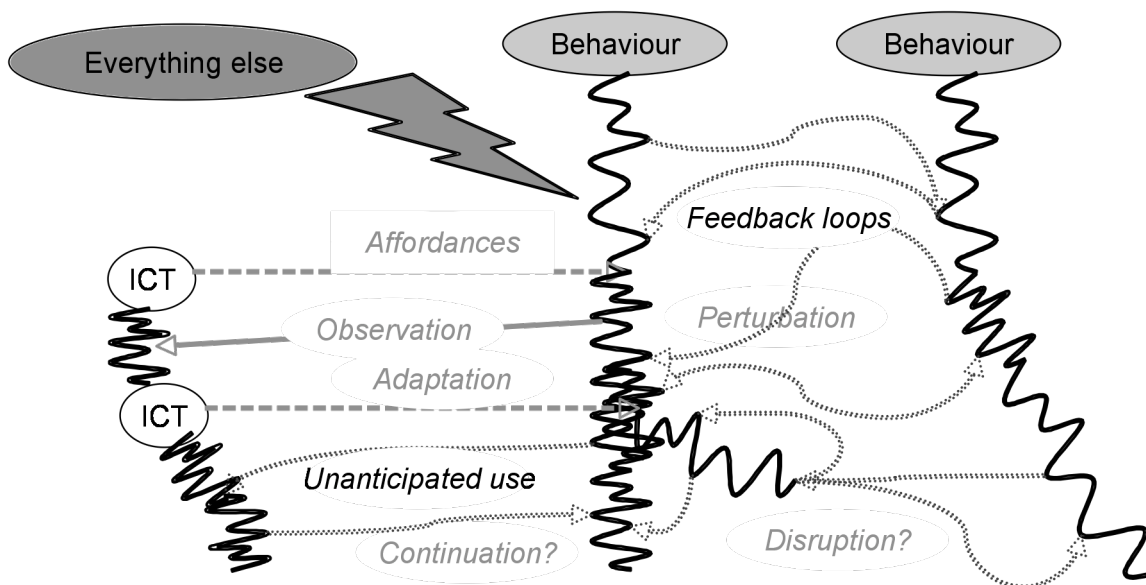 Behaviour
Behaviour
Everything else
Feedback loops
Affordances
ICT
Observation
Perturbation
Adaptation
ICT
Unanticipated use
Continuation?
Disruption?